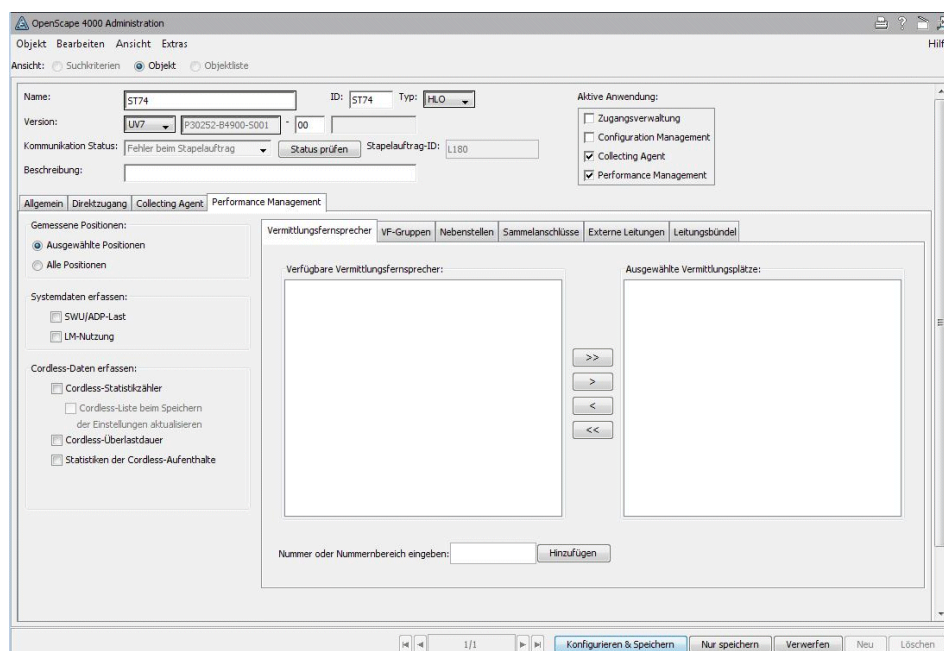 OpenScape 4000 Administration
Objekt Bearbeiten Ansicht Extras
Hilf
Ansicht: Suchkriterien Objekt Objektliste
Name: ST74 ID: ST74 Typ: HLO
Aktive Anwendung:
Version: UV7 P30252-B4900-S001 - 00
Zugangsverwaltung
Configuration Management
Kommunikation Status: Fehler beim Stapelauftrag Status prüfen Stapelauftrag-ID: L180
Collecting Agent
Beschreibung:
Performance Management
Allgemein Direktzugang Collecting Agent Performance Management
Gemessene Positionen:
Ausgewählte Positionen
Alle Positionen
Systemdaten erfassen:
SWU/ADP-Last
LM-Nutzung
Cordless-Daten erfassen:
Cordless-Statistikzähler
Cordless-Liste beim Speichern
der Einstellungen aktualisieren
Cordless-Überlastdauer
Statistiken der Cordless-Aufenthalte
Vermittlungsfernsprecher VF-Gruppen Nebenstellen Sammelanschlüsse Externe Leitungen Leitungsbündel
Verfügbare Vermittlungsfernsprecher:
Ausgewählte Vermittlungsplätze:
>>
>
<
<<
Nummer oder Nummernbereich eingeben: Hinzufügen
1/1 Konfigurieren & Speichern Nur speichern Verwerfen Neu Löschen